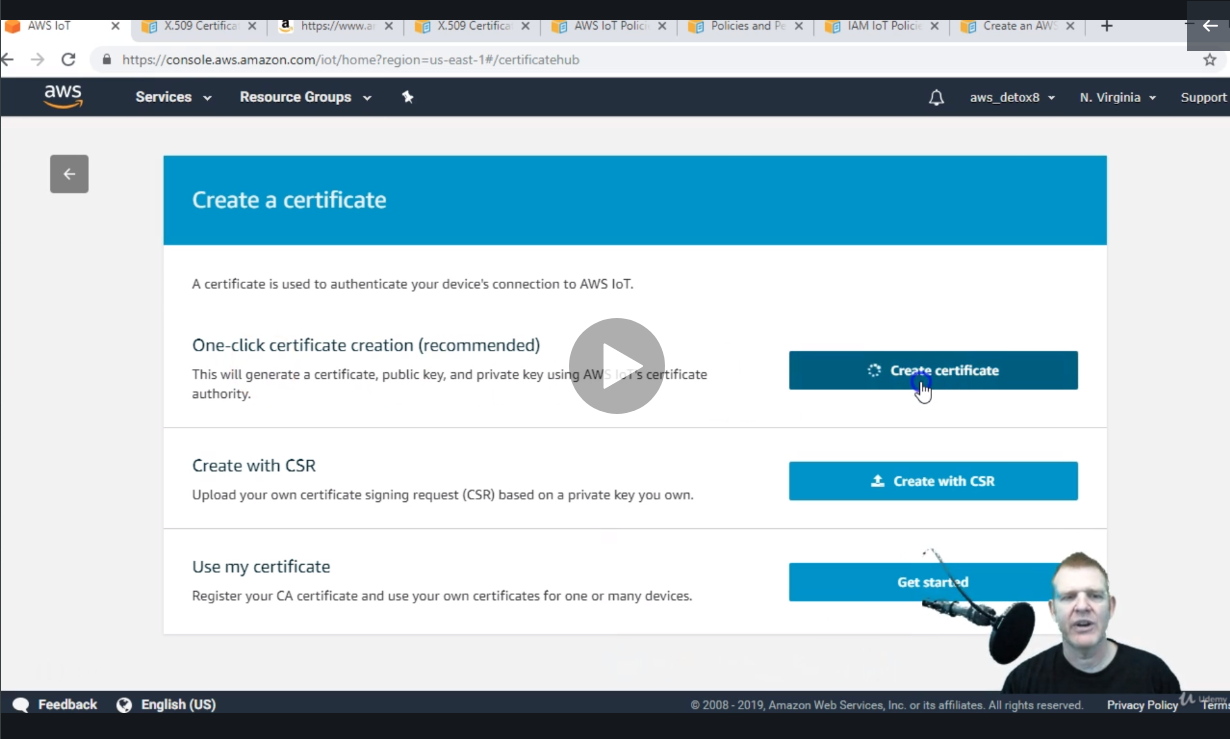 AWS IoT
X.509 Certifica
https://www.a
X.509 Certifica
AWS IoT Polici
Policies and Pe
IAM IoT Policie
Create an AWS
https://console.aws.amazon.com/iot/home?region=us-east-1#/certificatehub
aws
Services
Resource Groups
aws_detox8
N. Virginia
Support
Create a certificate
A certificate is used to authenticate your device's connection to AWS IoT.
One-click certificate creation (recommended)
This will generate a certificate, public key, and private key using AWS IoT's certificate
authority.
Create certificate
Create with CSR
Upload your own certificate signing request (CSR) based on a private key you own.
Create with CSR
Use my certificate
Register your CA certificate and use your own certificates for one or many devices.
Get started
Feedback
English (US)
© 2008 - 2019, Amazon Web Services, Inc. or its affiliates. All rights reserved.
Privacy Policy
Udemy
Terms